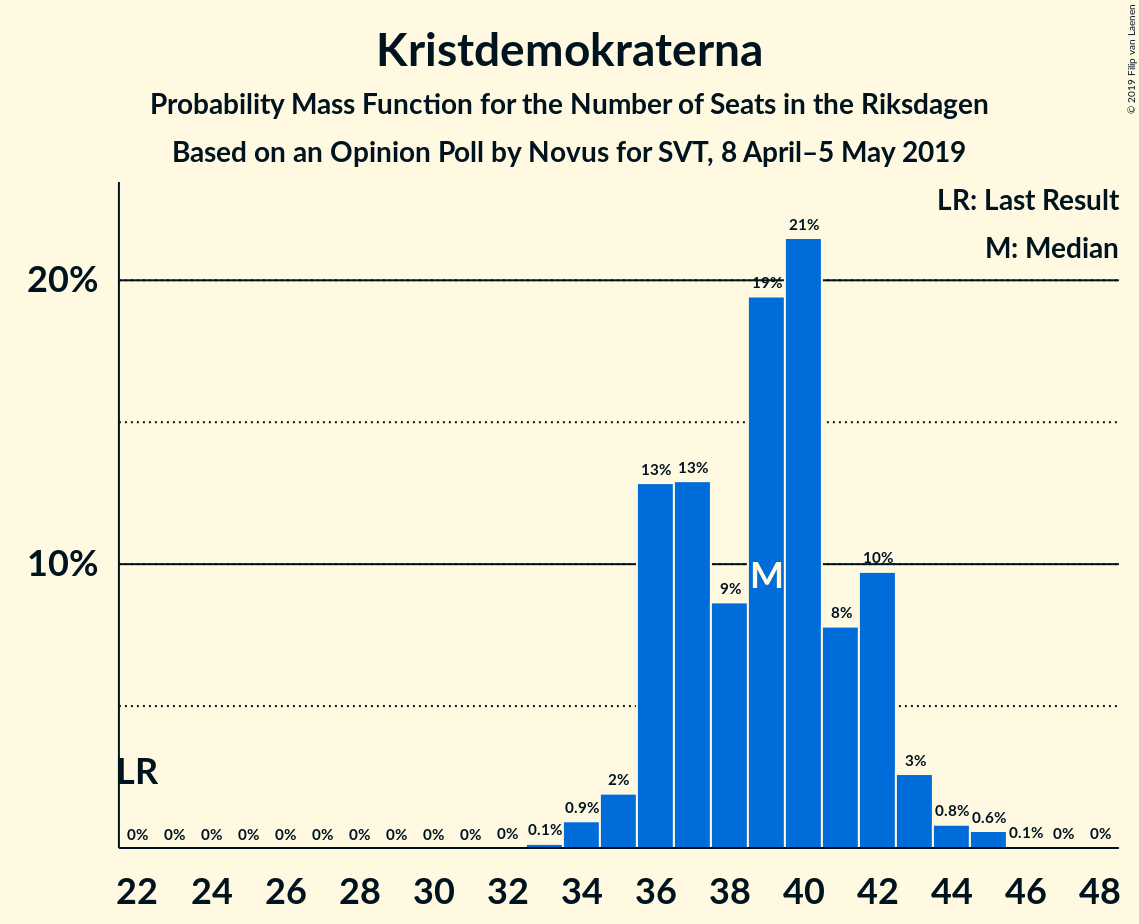 Kristdemokraterna
Probability Mass Function for the Number of Seats in the Riksdagen
Based on an Opinion Poll by Novus for SVT, 8 April–5 May 2019
© 2019 Filip van Laenen
LR: Last Result
M: Median
20%
10%
LR
M
0% 0% 0% 0% 0% 0% 0% 0% 0% 0% 0% 0.1% 0.9% 2% 13% 13% 9% 19% 21% 8% 10% 3% 0.8% 0.6% 0.1% 0% 0%
22 24 26 28 30 32 34 36 38 40 42 44 46 48